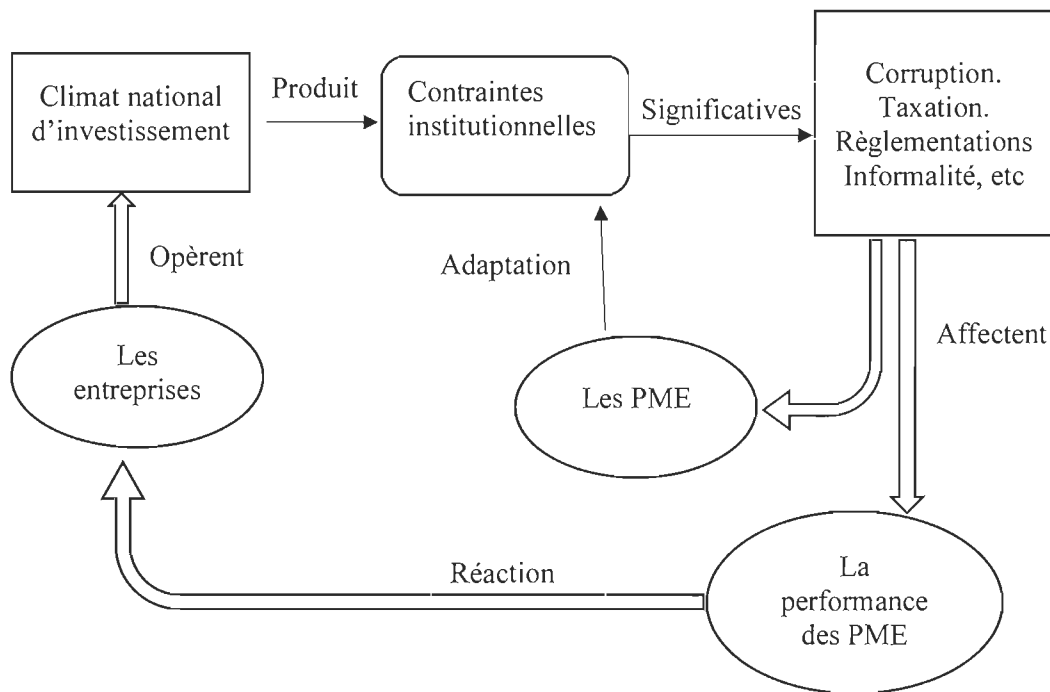 Climat national
d'investissement
Produit
Contraintes
institutionnelles
Significatives
Corruption.
Taxation.
Règlementations
Informalité, etc
Opèrent
Adaptation
Affectent
Les
entreprises
Les PME
Réaction
La
performance
des PME